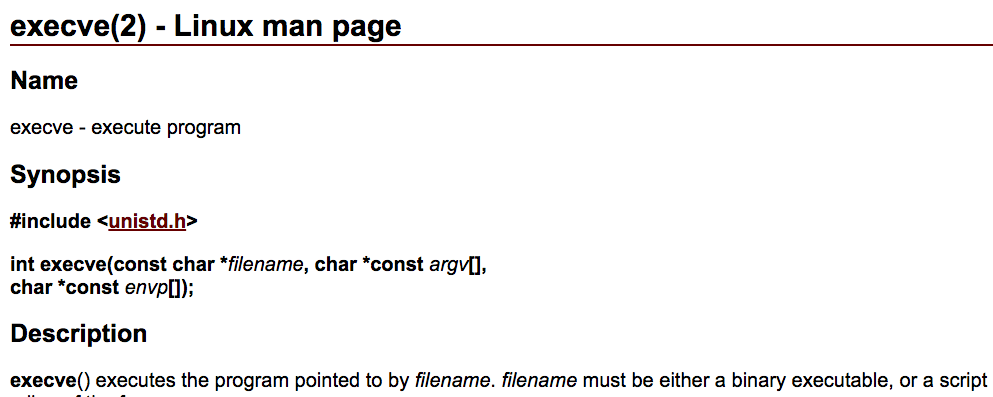 execve(2) - Linux man page
Name
execve - execute program
Synopsis
#include <unistd.h>
int execve(const char *filename, char *const argv[],
char *const envp[]);
Description
execve() executes the program pointed to by filename. filename must be either a binary executable, or a script